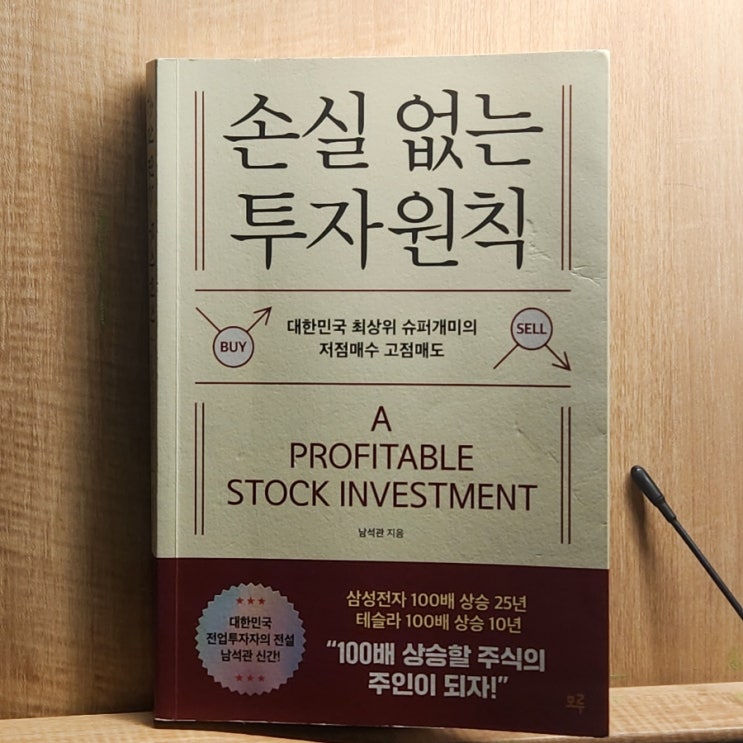 손실 없는
투자 원칙
BUY
대한민국 최상위 슈퍼개미의
저점매수 고점매도
SELL
A
PROFITABLE
STOCK INVESTMENT
남석관 지음
★★★
대한민국
전업투자자의 전설
남석관 신간!
★★★
삼성전자 100배 상승 25년
테슬라 100배 상승 10년
“100배 상승할 주식의
주인이 되자!”
모루